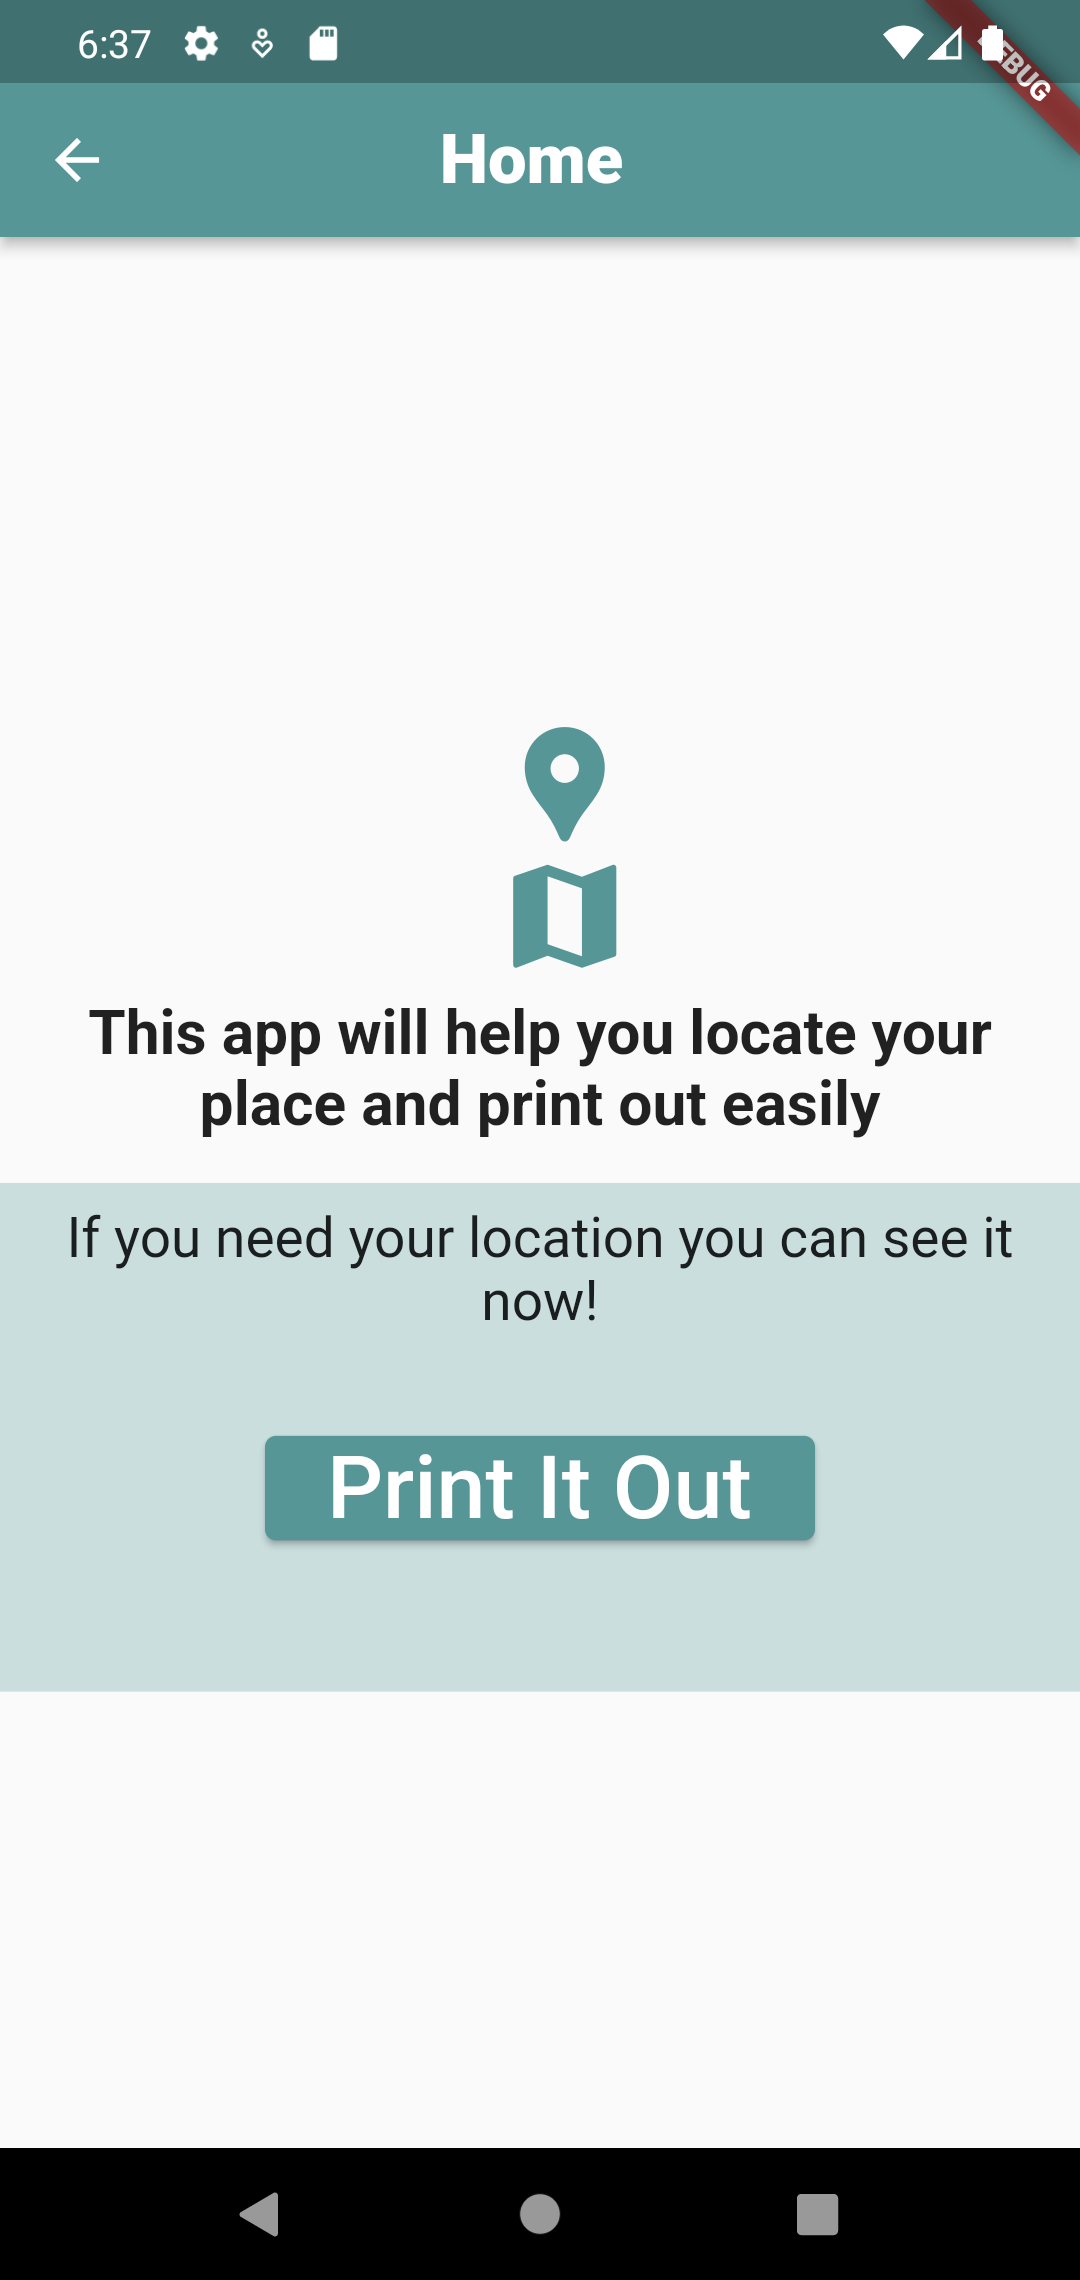 6:37
Home
This app will help you locate your
place and print out easily
If you need your location you can see it
now!
Print It Out